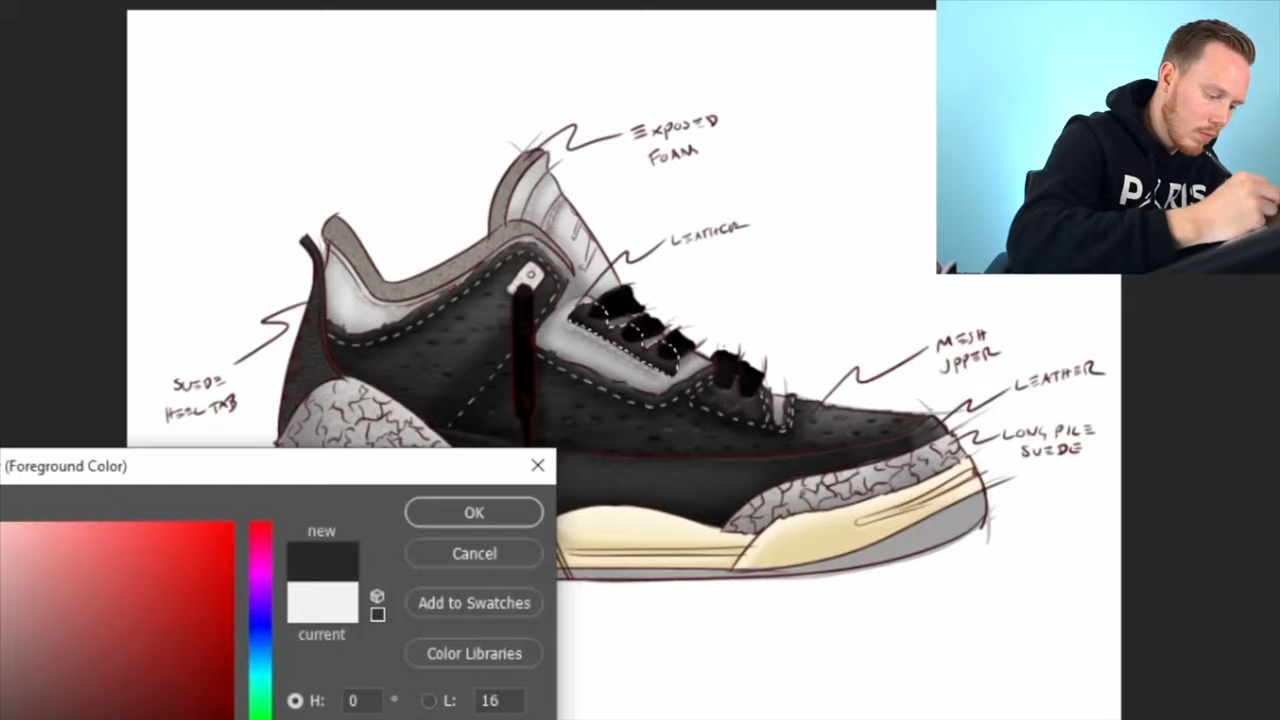 EXPOSED
FOAM
LEATHER
PARIS
MESH
UPPER
LEATHER
LONG PILE
SUEDE
SUEDE
HEEL TAB
(Foreground Color)
new
current
OK
Cancel
Add to Swatches
Color Libraries
H: 0 °
L: 16